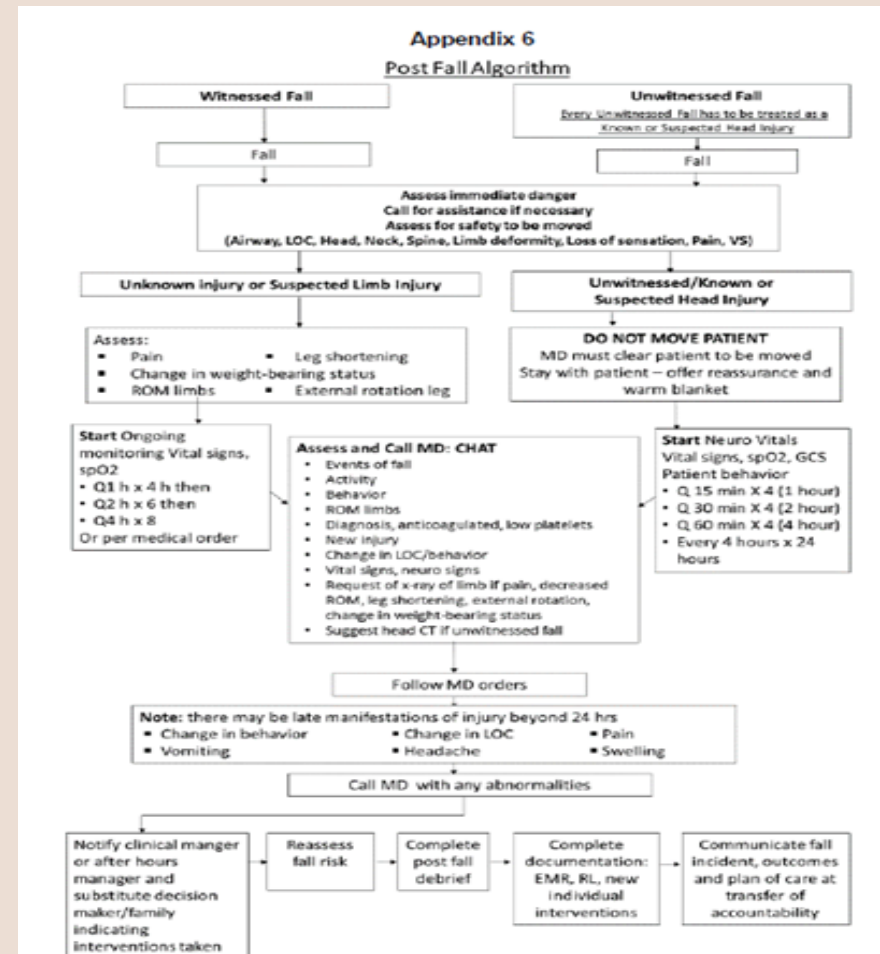 Appendix 6
Post Fall Algorithm
Witnessed Fall
Unwitnessed Fall
Every Unwitnessed Fall has to be treated as a
Known or Suspected Head Injury
Fall
Fall
Assess immediate danger
Call for assistance if necessary
Assess for safety to be moved
(Airway, LOC, Head, Neck, Spine, Limb deformity, Loss of sensation, Pain, VS)
Unknown injury or Suspected Limb Injury
Unwitnessed/Known or
Suspected Head Injury
Assess:
▪ Pain ▪ Leg shortening
▪ Change in weight-bearing status
▪ ROM limbs ▪ External rotation leg
DO NOT MOVE PATIENT
MD must clear patient to be moved
Stay with patient – offer reassurance and
warm blanket
Start Ongoing
monitoring Vital signs,
spO2
• Q1 h x 4 h then
• Q2 h x 6 then
• Q4 h x 8
Or per medical order
Assess and Call MD: CHAT
• Events of fall
• Activity
• Behavior
• ROM limbs
• Diagnosis, anticoagulated, low platelets
• New injury
• Change in LOC/behavior
• Vital signs, neuro signs
• Request of x-ray of limb if pain, decreased
ROM, leg shortening, external rotation,
change in weight-bearing status
• Suggest head CT if unwitnessed fall
Start Neuro Vitals
Vital signs, spO2, GCS
Patient behavior
• Q 15 min X 4 (1 hour)
• Q 30 min X 4 (2 hour)
• Q 60 min X 4 (4 hour)
• Every 4 hours x 24
hours
Follow MD orders
Note: there may be late manifestations of injury beyond 24 hrs
▪ Change in behavior ▪ Change in LOC ▪ Pain
▪ Vomiting ▪ Headache ▪ Swelling
Call MD with any abnormalities
Notify clinical manger
or after hours
manager and
substitute decision
maker/family
indicating
interventions taken
Reassess
fall risk
Complete
post fall
debrief
Complete
documentation:
EMR, RL, new
individual
interventions
Communicate fall
incident, outcomes
and plan of care at
transfer of
accountability